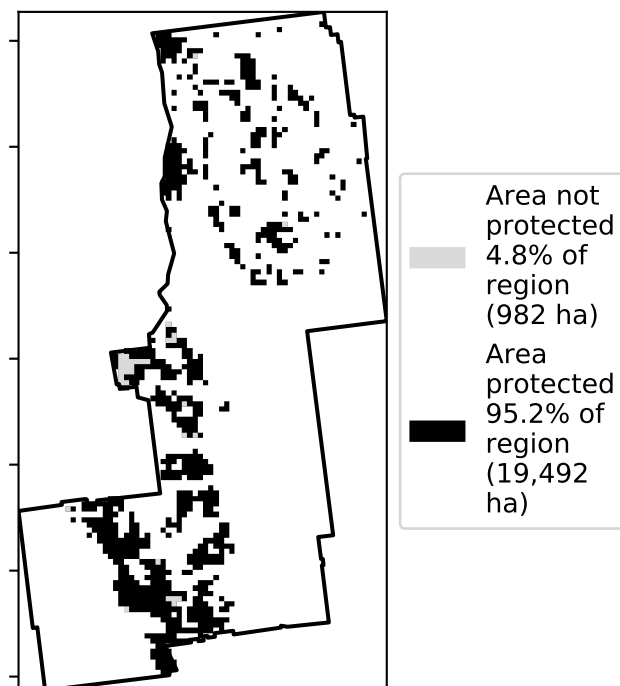 Area not
protected
4.8% of
region
(982 ha)
Area
protected
95.2% of
region
(19,492
ha)